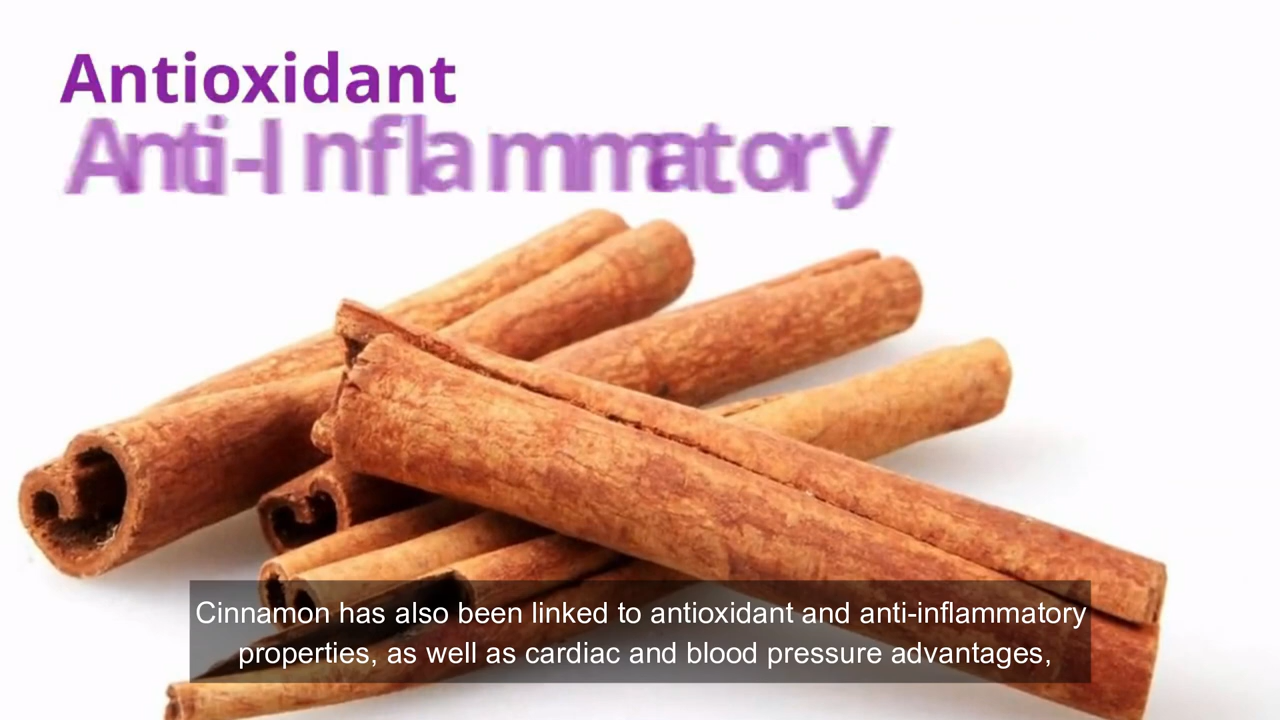 Antioxidant
Anti-Inflammatory
Cinnamon has also been linked to antioxidant and anti-inflammatory
properties, as well as cardiac and blood pressure advantages,